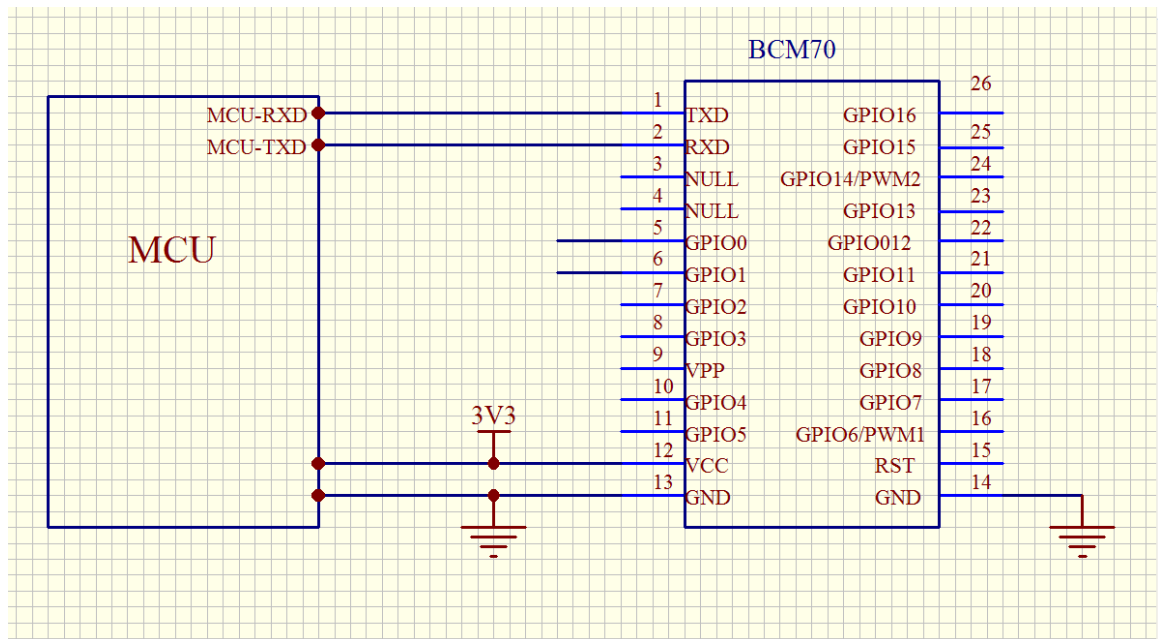 BCM70
MCU-RXD
MCU-TXD
MCU
3V3
1
TXD
2
RXD
3
NULL
4
NULL
5
GPIO0
6
GPIO1
7
GPIO2
8
GPIO3
9
VPP
10
GPIO4
11
GPIO5
12
VCC
13
GND
26
GPIO16
25
GPIO15
24
GPIO14/PWM2
23
GPIO13
22
GPIO012
21
GPIO11
20
GPIO10
19
GPIO9
18
GPIO8
17
GPIO7
16
GPIO6/PWM1
15
RST
14
GND